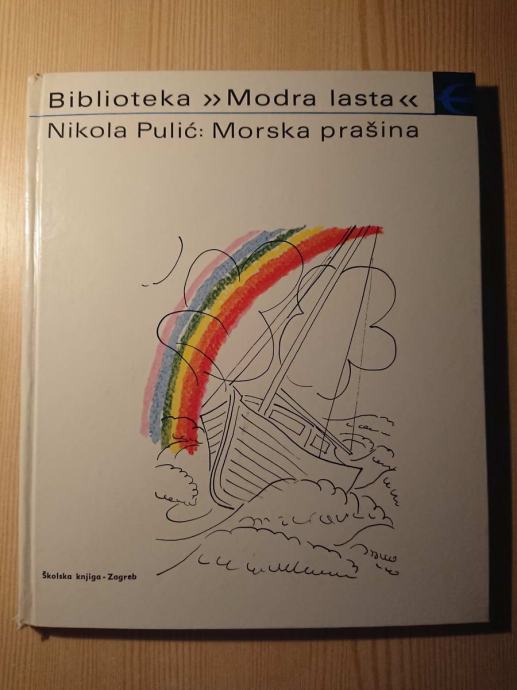 Biblioteka »Modra lasta«
Nikola Pulić: Morska prašina
Školska knjiga - Zagreb